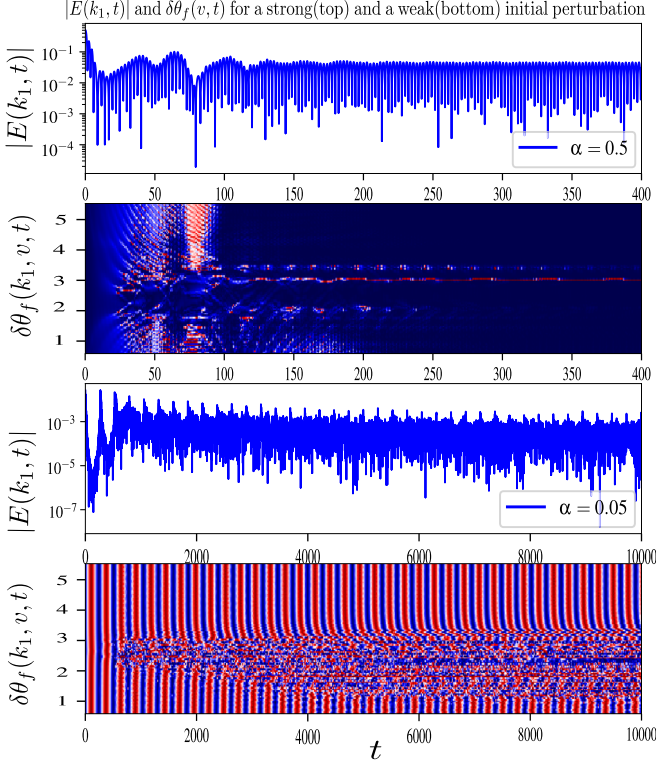 |E(k₁, t)| and δθ_f(v, t) for a strong(top) and a weak(bottom) initial perturbation
|E(k₁, t)|
10⁻¹
10⁻²
10⁻³
10⁻⁴
α = 0.5
0 50 100 150 200 250 300 350 400
δθ_f(k₁, v, t)
5
4
3
2
1
0 50 100 150 200 250 300 350 400
|E(k₁, t)|
10⁻³
10⁻⁵
10⁻⁷
α = 0.05
0 2000 4000 6000 8000 10000
δθ_f(k₁, v, t)
5
4
3
2
1
0 2000 4000 6000 8000 10000
t